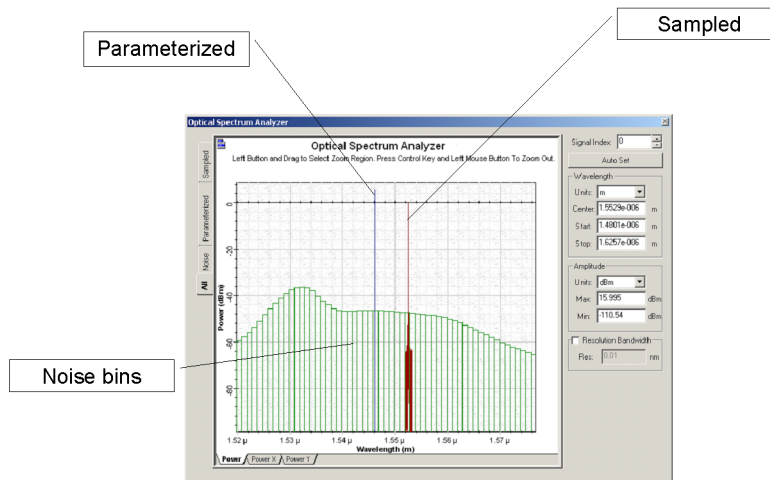 Parameterized
Sampled
Optical Spectrum Analyzer
Optical Spectrum Analyzer
Left Button and Drag to Select Zoom Region. Press Control Key and Left Mouse Button To Zoom Out.
Signal Index: 0
Auto Set
Wavelength
Units: m
Center: 1.5529e-006 m
Start: 1.4801e-006 m
Stop: 1.6257e-006 m
Amplitude
Units: dBm
Max: 15.995 dBm
Min: -110.54 dBm
Resolution Bandwidth
Res: 0.01 nm
Sampled
Parameterized
Noise
All
Power (dBm)
0
-20
-40
-60
-80
Noise bins
1.52 µ 1.53 µ 1.54 µ 1.55 µ 1.56 µ 1.57 µ
Wavelength (m)
Power Power X Power Y